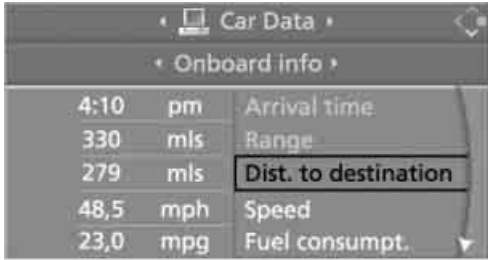 Car Data
Onboard info
4:10 pm Arrival time
330 mls Range
279 mls Dist. to destination
48,5 mph Speed
23,0 mpg Fuel consumpt.